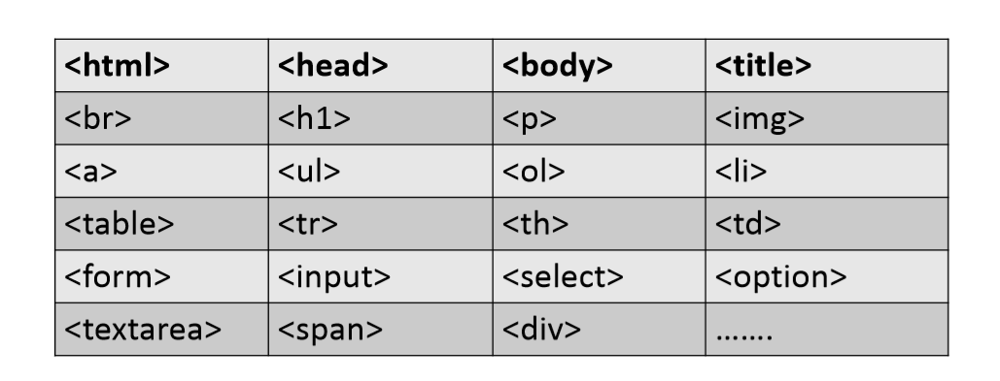 <html> <head> <body> <title>
<br> <h1> <p> <img>
<a> <ul> <ol> <li>
<table> <tr> <th> <td>
<form> <input> <select> <option>
<textarea> <span> <div> …….